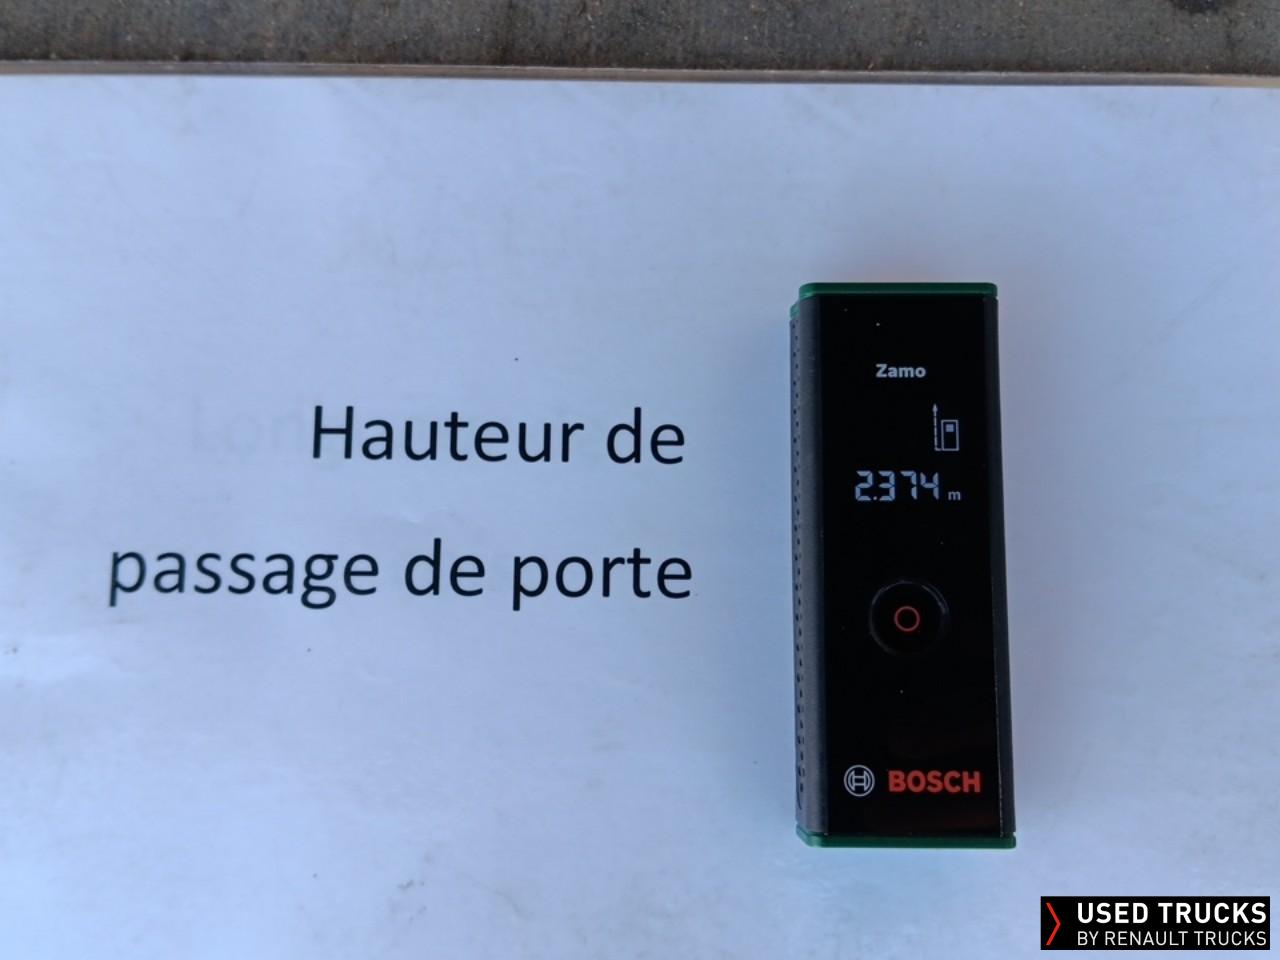 Hauteur de
passage de porte
Zamo
2.374 m
BOSCH
USED TRUCKS
BY RENAULT TRUCKS